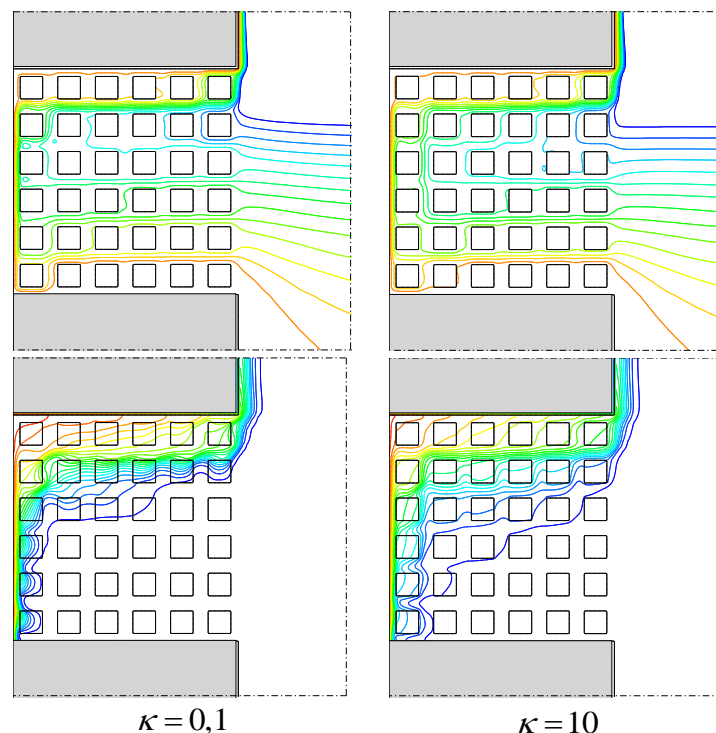 κ = 0,1
κ = 10